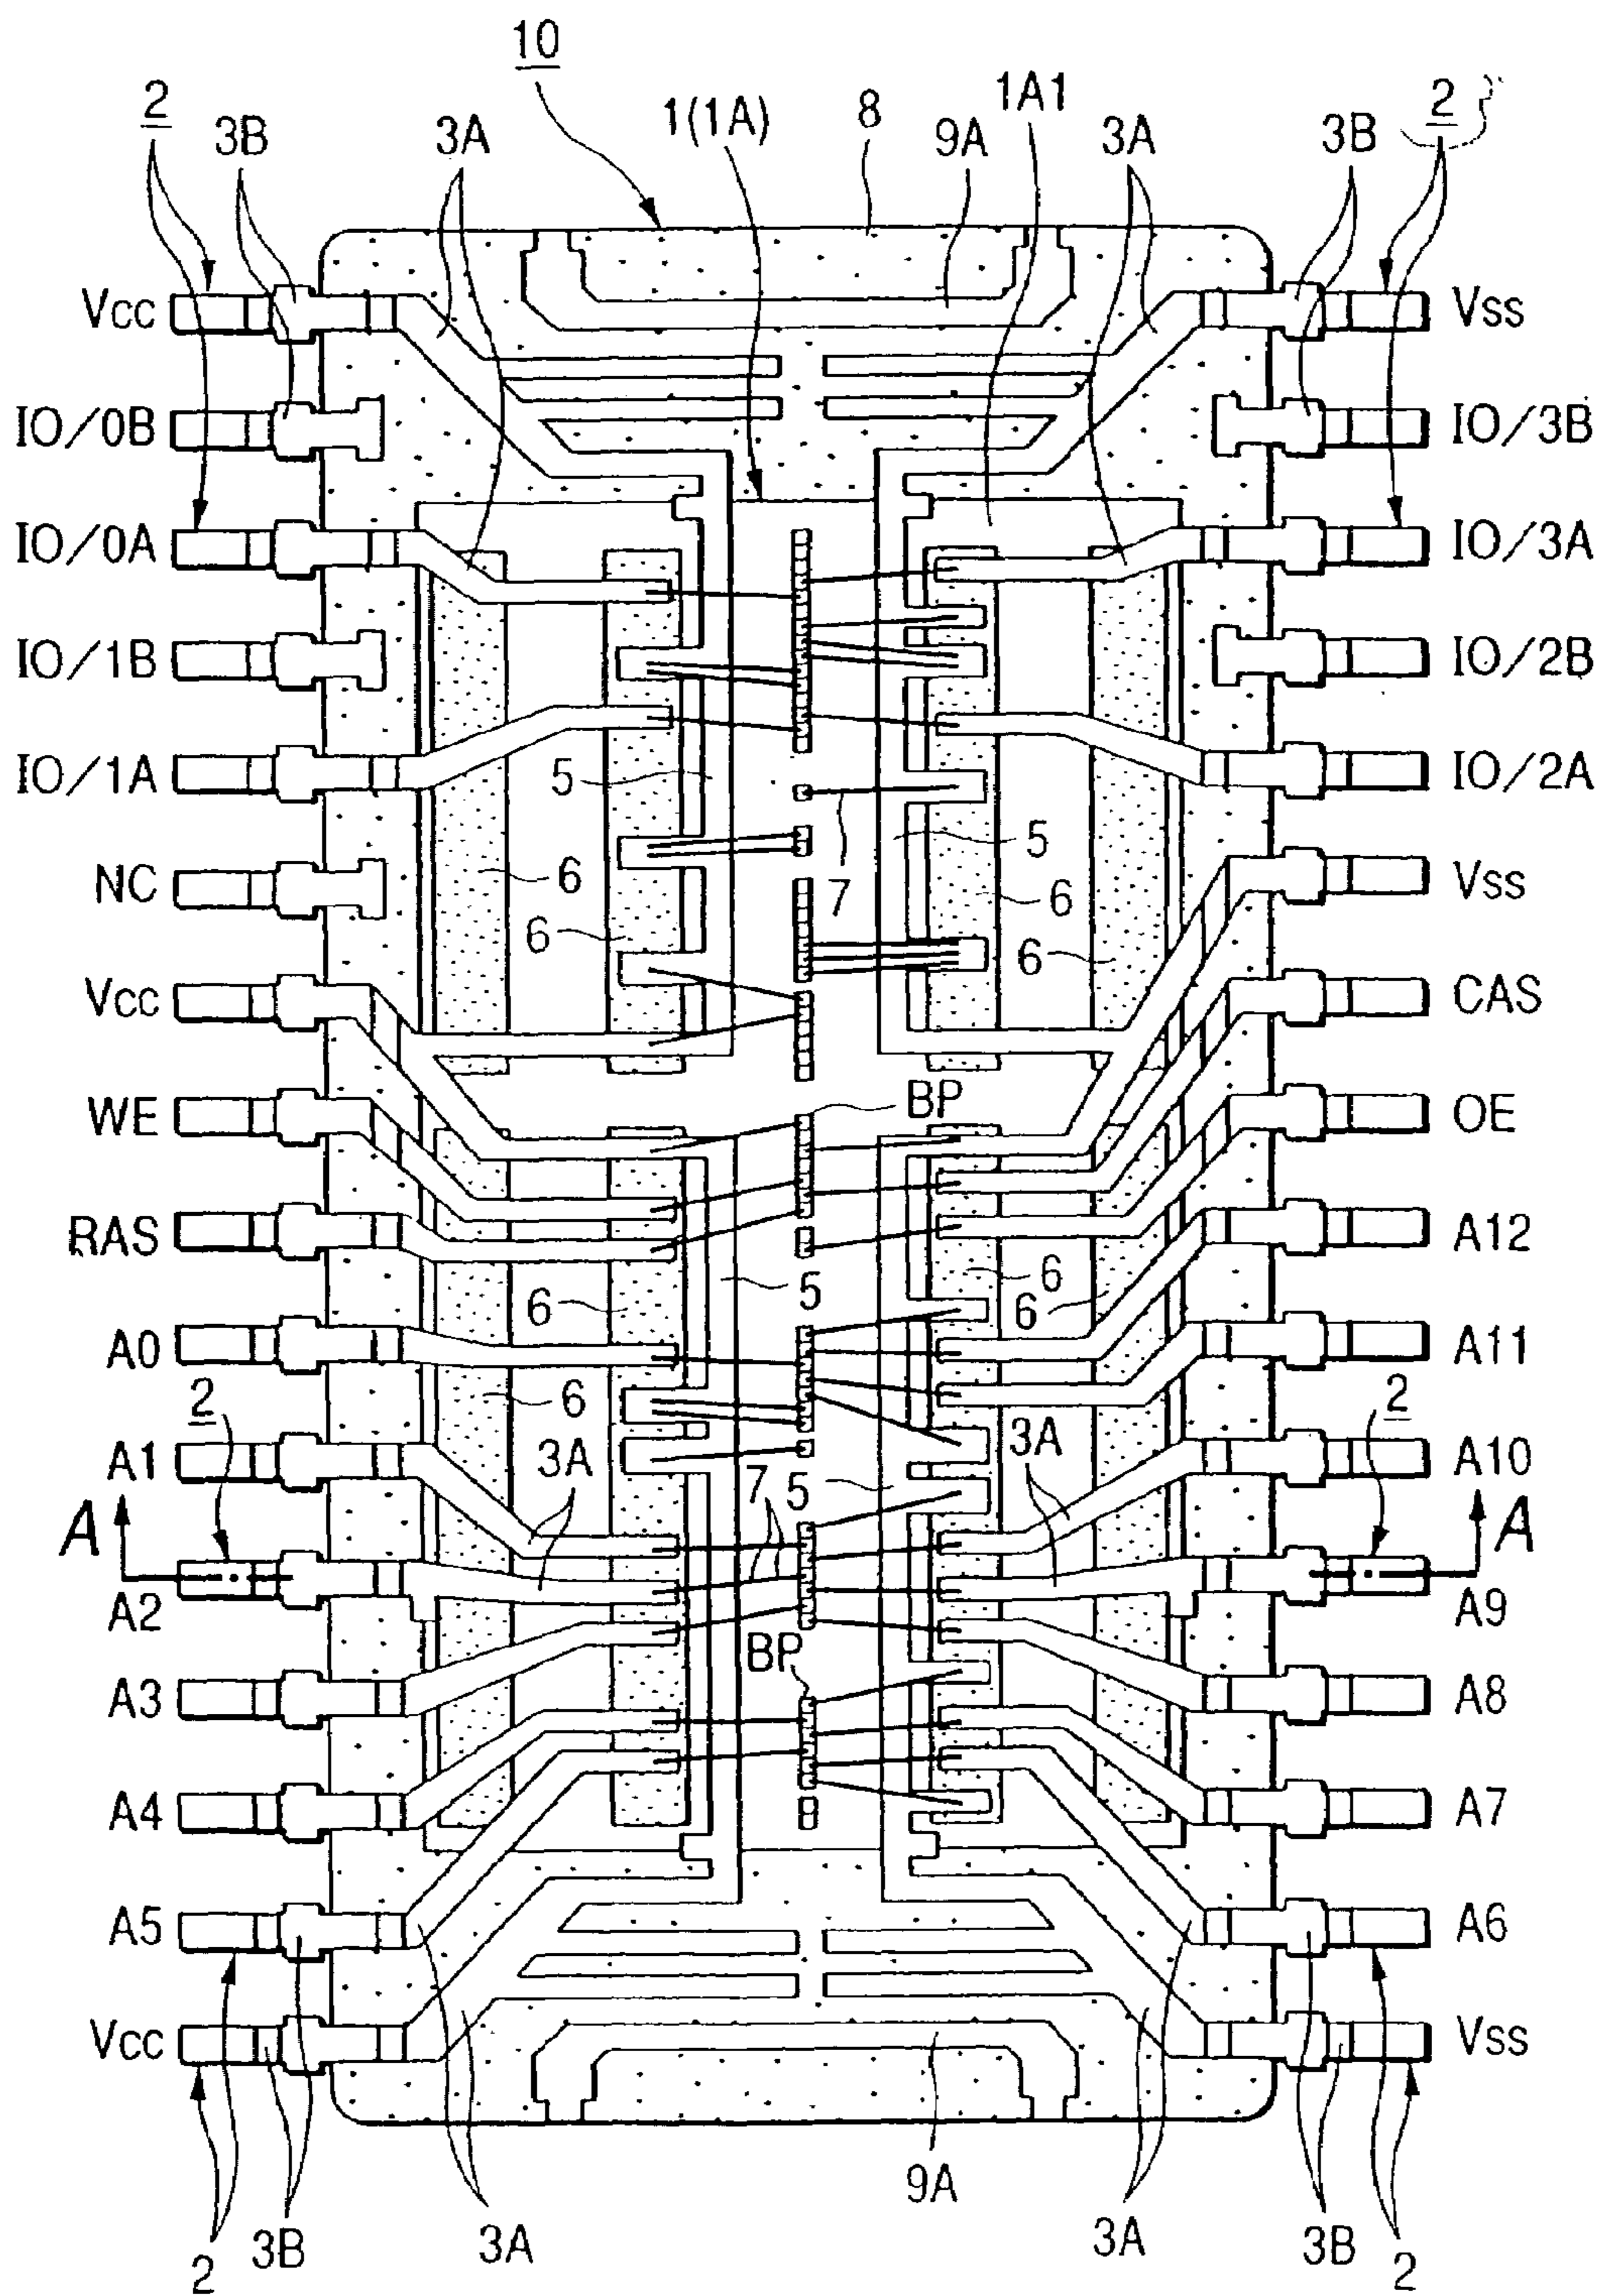 10
2 3B 3A 1(1A) 8 9A 1A1 3A 3B 2
Vcc Vss
IO/0B IO/3B
IO/0A IO/3A
IO/1B IO/2B
IO/1A 5 IO/2A
5
NC 6 7 6 Vss
6 6
Vcc CAS
WE BP OE
RAS A12
6 5 6
6
A0 A11
2 6 2
A1 3A 7 5 3A A10
A A
A2 A9
BP
A3 A8
A4 A7
A5 A6
Vcc Vss
9A
2 3B 3A 3A 3B 2